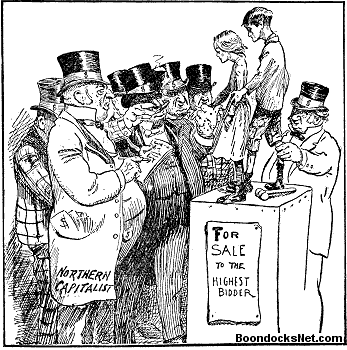 NORTHERN
CAPITALIST
FOR
SALE
TO THE
HIGHEST
BIDDER
BoondocksNet.com